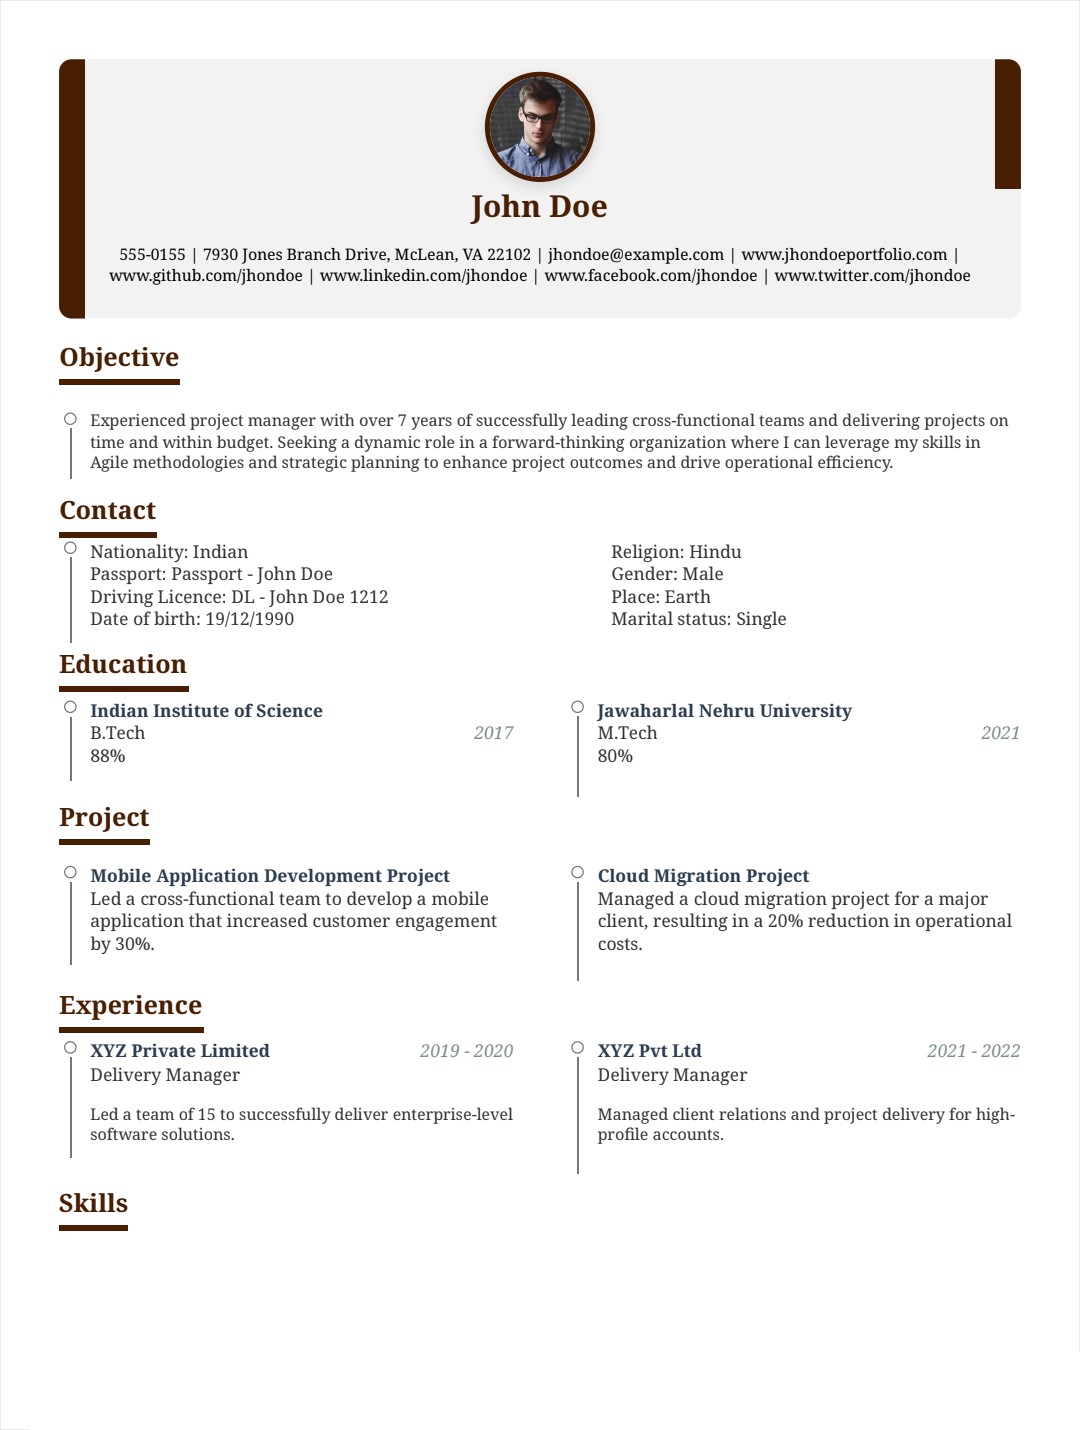 John Doe
555-0155 | 7930 Jones Branch Drive, McLean, VA 22102 | jhondoe@example.com | www.jhondoeportfolio.com |
www.github.com/jhondoe | www.linkedin.com/jhondoe | www.facebook.com/jhondoe | www.twitter.com/jhondoe
Objective
Experienced project manager with over 7 years of successfully leading cross-functional teams and delivering projects on
time and within budget. Seeking a dynamic role in a forward-thinking organization where I can leverage my skills in
Agile methodologies and strategic planning to enhance project outcomes and drive operational efficiency.
Contact
Nationality: Indian
Passport: Passport - John Doe
Driving Licence: DL - John Doe 1212
Date of birth: 19/12/1990
Religion: Hindu
Gender: Male
Place: Earth
Marital status: Single
Education
Indian Institute of Science
B.Tech 2017
88%
Jawaharlal Nehru University
M.Tech 2021
80%
Project
Mobile Application Development Project
Led a cross-functional team to develop a mobile
application that increased customer engagement
by 30%.
Cloud Migration Project
Managed a cloud migration project for a major
client, resulting in a 20% reduction in operational
costs.
Experience
XYZ Private Limited 2019 - 2020
Delivery Manager
Led a team of 15 to successfully deliver enterprise-level
software solutions.
XYZ Pvt Ltd 2021 - 2022
Delivery Manager
Managed client relations and project delivery for high-
profile accounts.
Skills